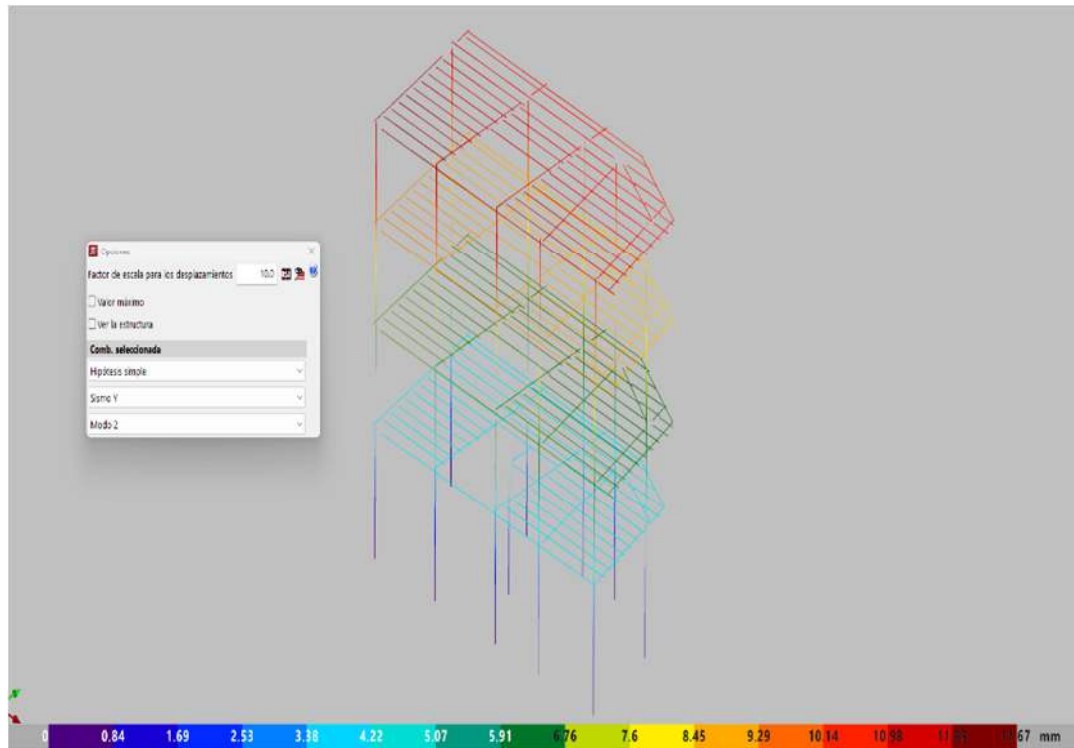 Opciones
Factor de escala para los desplazamientos 10.0
Valor máximo
Ver la estructura
Comb. seleccionada
Hipótesis simple
Sismo Y
Modo 2
0 0.84 1.69 2.53 3.38 4.22 5.07 5.91 6.76 7.6 8.45 9.29 10.14 10.98 mm